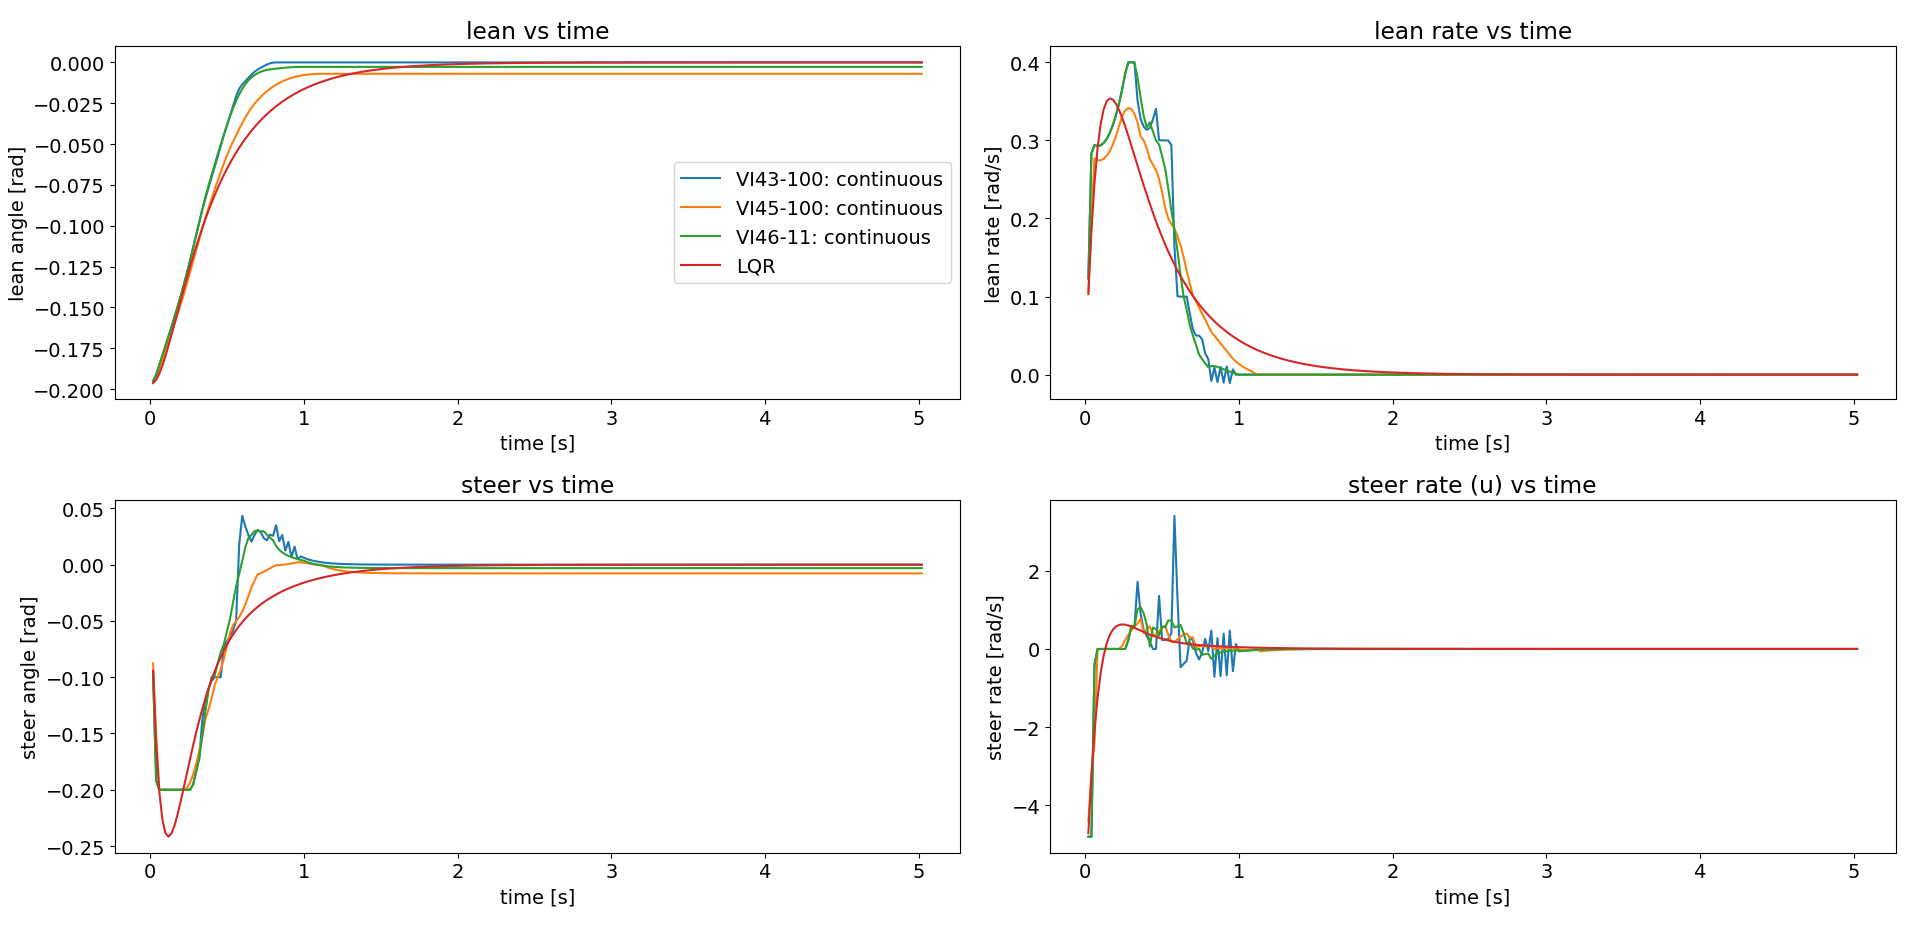 lean vs time
0.000
−0.025
−0.050
−0.075
−0.100
−0.125
−0.150
−0.175
−0.200
lean angle [rad]
0 1 2 3 4 5
time [s]
VI43-100: continuous
VI45-100: continuous
VI46-11: continuous
LQR
lean rate vs time
0.4
0.3
0.2
0.1
0.0
lean rate [rad/s]
0 1 2 3 4 5
time [s]
steer vs time
0.05
0.00
−0.05
−0.10
−0.15
−0.20
−0.25
steer angle [rad]
0 1 2 3 4 5
time [s]
steer rate (u) vs time
2
0
−2
−4
steer rate [rad/s]
0 1 2 3 4 5
time [s]